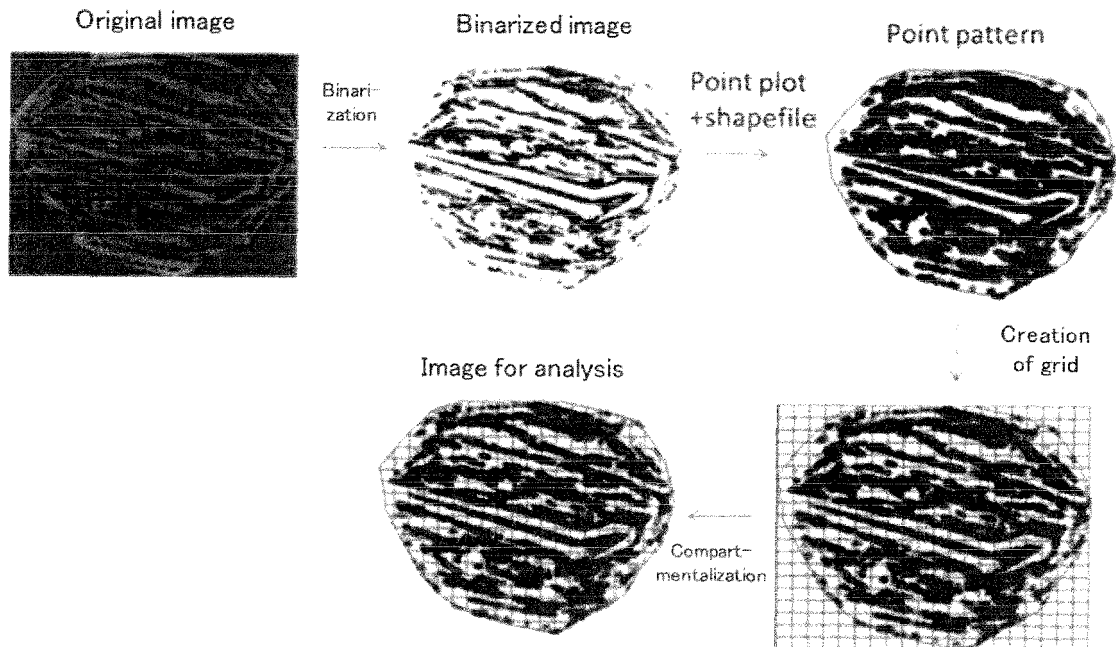 Original image
Binarized image
Point pattern
Binari-
zation
Point plot
+shapefile
Creation
of grid
Image for analysis
Compart-
mentalization